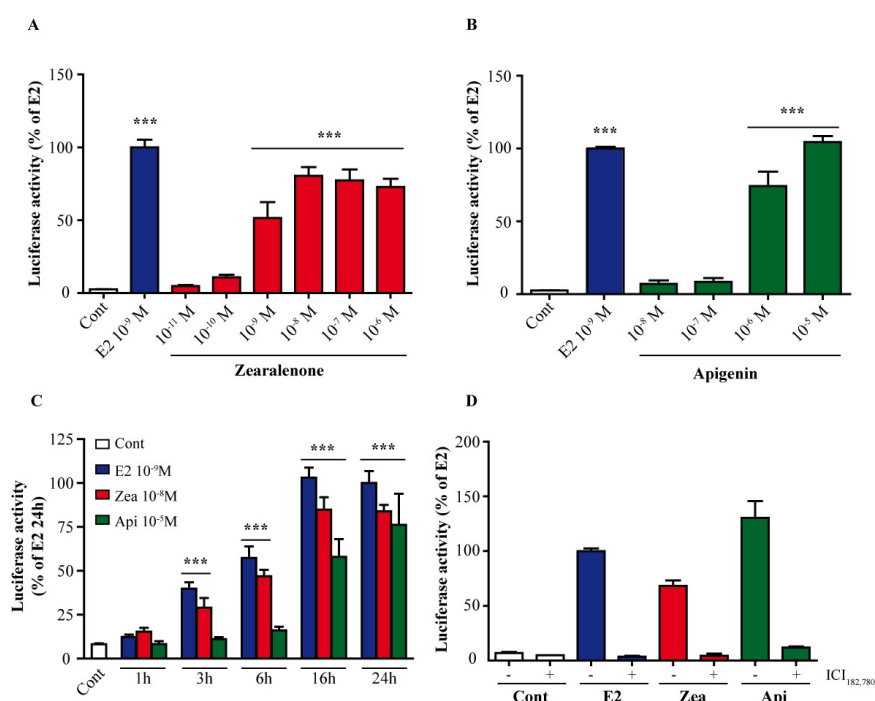 A
Luciferase activity (% of E2)
150
100
50
0
***
***
Cont
E2 10⁻⁹ M
10⁻¹¹ M
10⁻¹⁰ M
10⁻⁹ M
10⁻⁸ M
10⁻⁷ M
10⁻⁶ M
Zearalenone
B
Luciferase activity (% of E2)
150
100
50
0
***
***
Cont
E2 10⁻⁹ M
10⁻⁸ M
10⁻⁷ M
10⁻⁶ M
10⁻⁵ M
Apigenin
C
Luciferase activity
(% of E2 24h)
125
100
75
50
25
0
Cont
E2 10⁻⁹M
Zea 10⁻⁸M
Api 10⁻⁵M
***
***
***
***
Cont
1h
3h
6h
16h
24h
D
Luciferase activity (% of E2)
200
150
100
50
0
- + - + - + - + ICI182,780
Cont E2 Zea Api